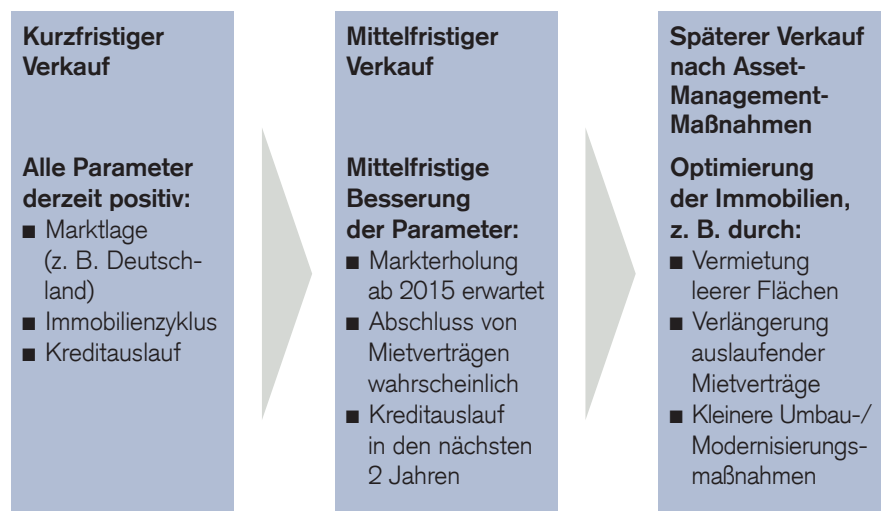 Kurzfristiger
Verkauf
Alle Parameter
derzeit positiv:
■ Marktlage
(z. B. Deutsch-
land)
■ Immobilienzyklus
■ Kreditauslauf
Mittelfristiger
Verkauf
Mittelfristige
Besserung
der Parameter:
■ Markterholung
ab 2015 erwartet
■ Abschluss von
Mietverträgen
wahrscheinlich
■ Kreditauslauf
in den nächsten
2 Jahren
Späterer Verkauf
nach Asset-
Management-
Maßnahmen
Optimierung
der Immobilien,
z. B. durch:
■ Vermietung
leerer Flächen
■ Verlängerung
auslaufender
Mietverträge
■ Kleinere Umbau-/
Modernisierungs-
maßnahmen